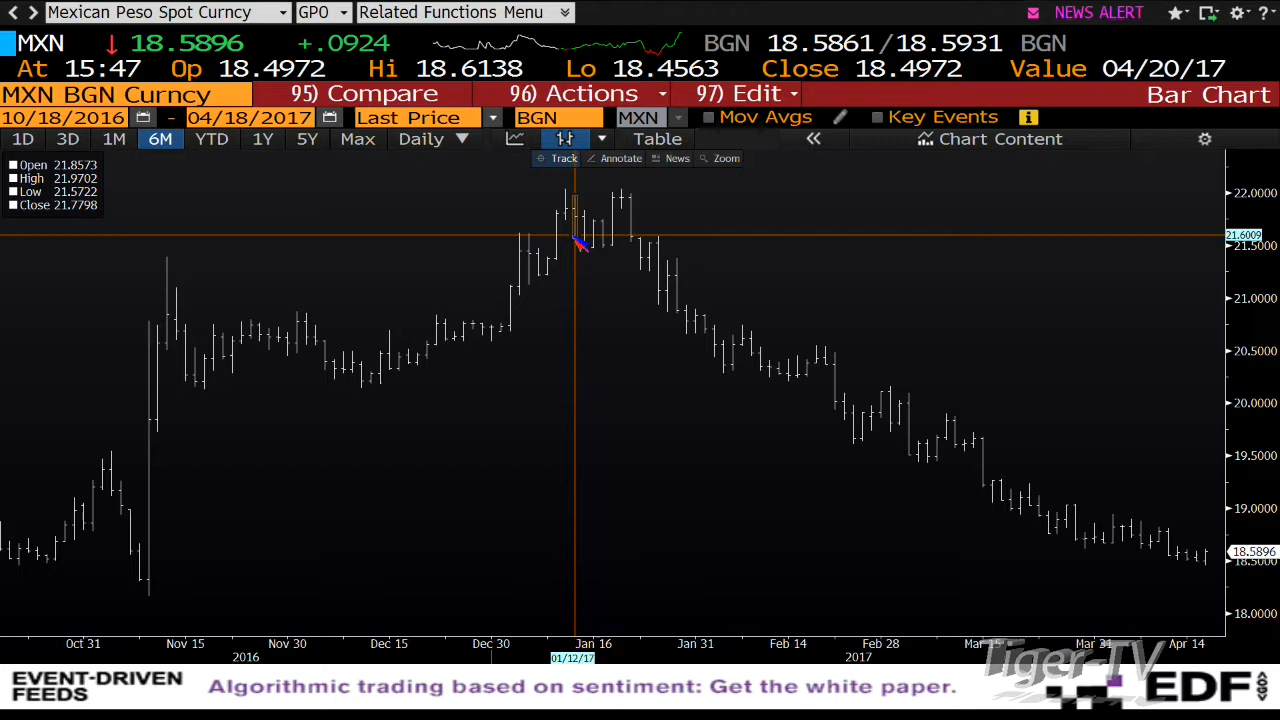 Mexican Peso Spot Curncy GPO Related Functions Menu NEWS ALERT ?
MXN 18.5896 +.0924 BGN 18.5861/18.5931 BGN
At 15:47 Op 18.4972 Hi 18.6138 Lo 18.4563 Close 18.4972 Value 04/20/17
MXN BGN Curncy 95) Compare 96) Actions 97) Edit Bar Chart
10/18/2016 - 04/18/2017 Last Price BGN MXN Mov Avgs Key Events i
1D 3D 1M 6M YTD 1Y 5Y Max Daily Table Chart Content
Track Annotate News Zoom
Open 21.8573
High 21.9702
Low 21.5722
Close 21.7798
22.0000
21.6009
21.5000
21.0000
20.5000
20.0000
19.5000
19.0000
18.5896
18.5000
18.0000
Oct 31 Nov 15 Nov 30 Dec 15 Dec 30 Jan 16 Jan 31 Feb 14 Feb 28 Mar 15 Mar 31 Apr 14
2016 01/12/17 2017
Tiger-TV
EVENT-DRIVEN
FEEDS
Algorithmic trading based on sentiment: Get the white paper.
EDF